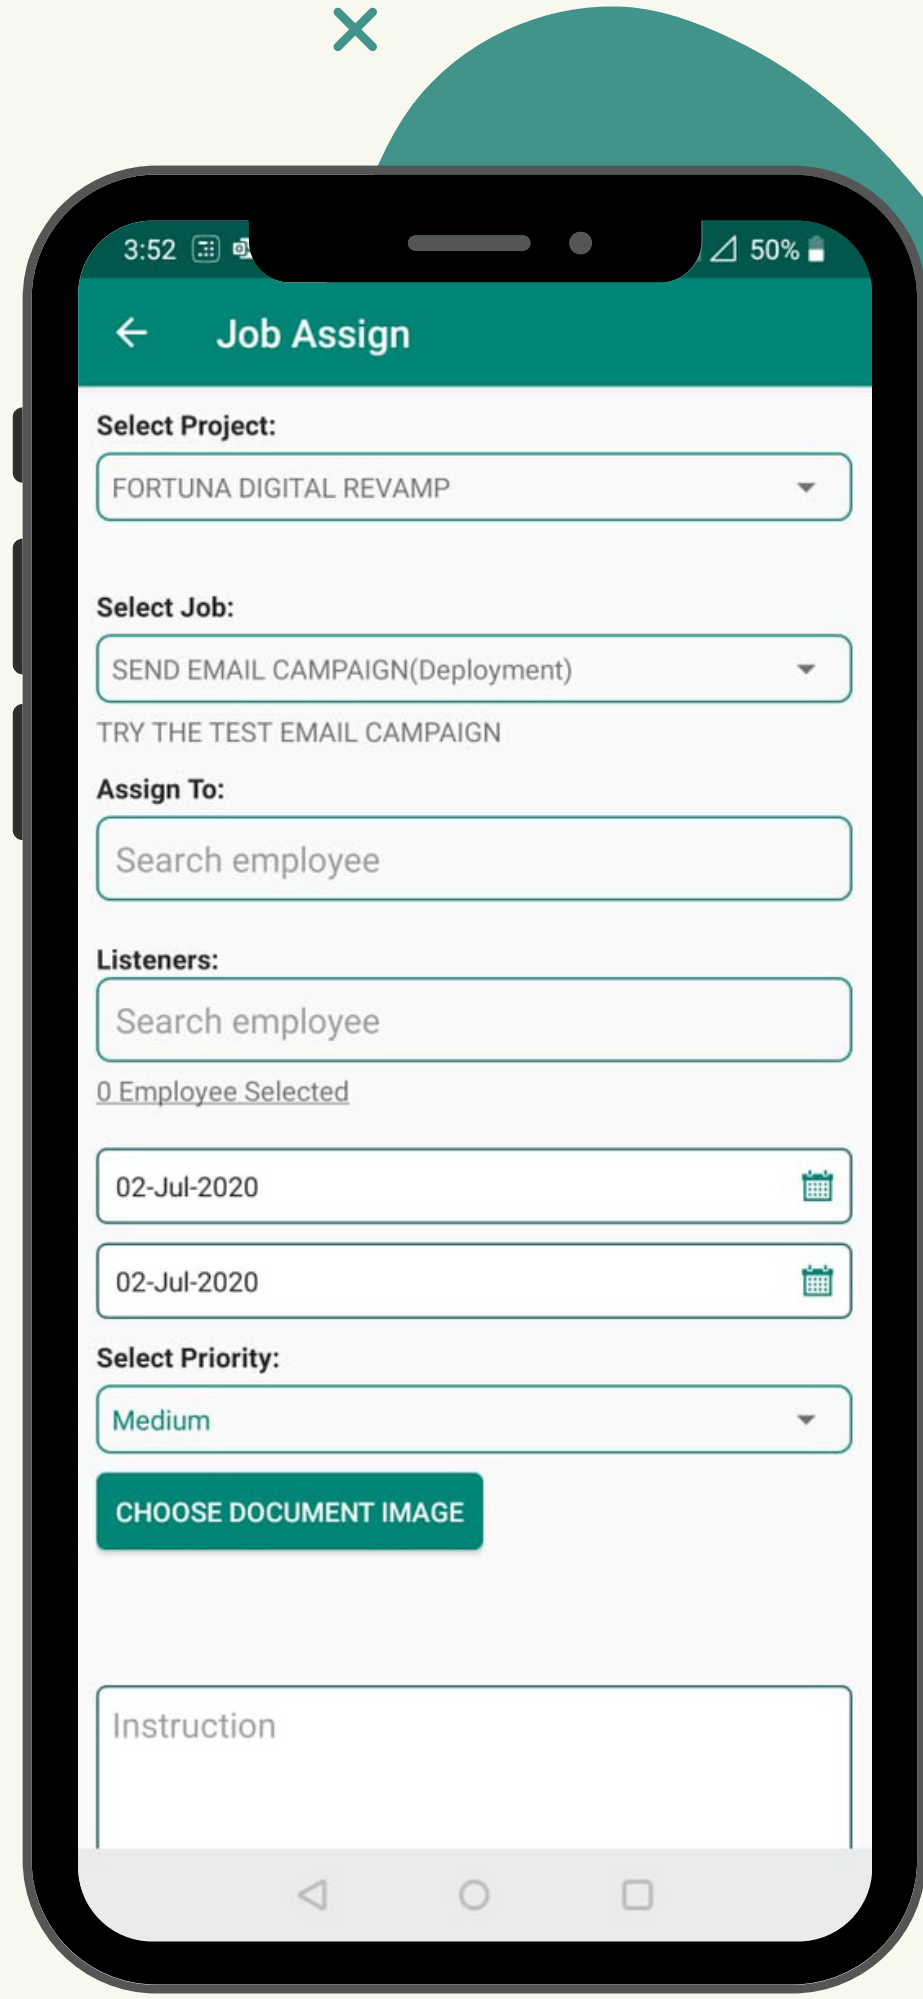 3:52
50%
Job Assign
Select Project:
FORTUNA DIGITAL REVAMP
Select Job:
SEND EMAIL CAMPAIGN(Deployment)
TRY THE TEST EMAIL CAMPAIGN
Assign To:
Search employee
Listeners:
Search employee
0 Employee Selected
02-Jul-2020
02-Jul-2020
Select Priority:
Medium
CHOOSE DOCUMENT IMAGE
Instruction